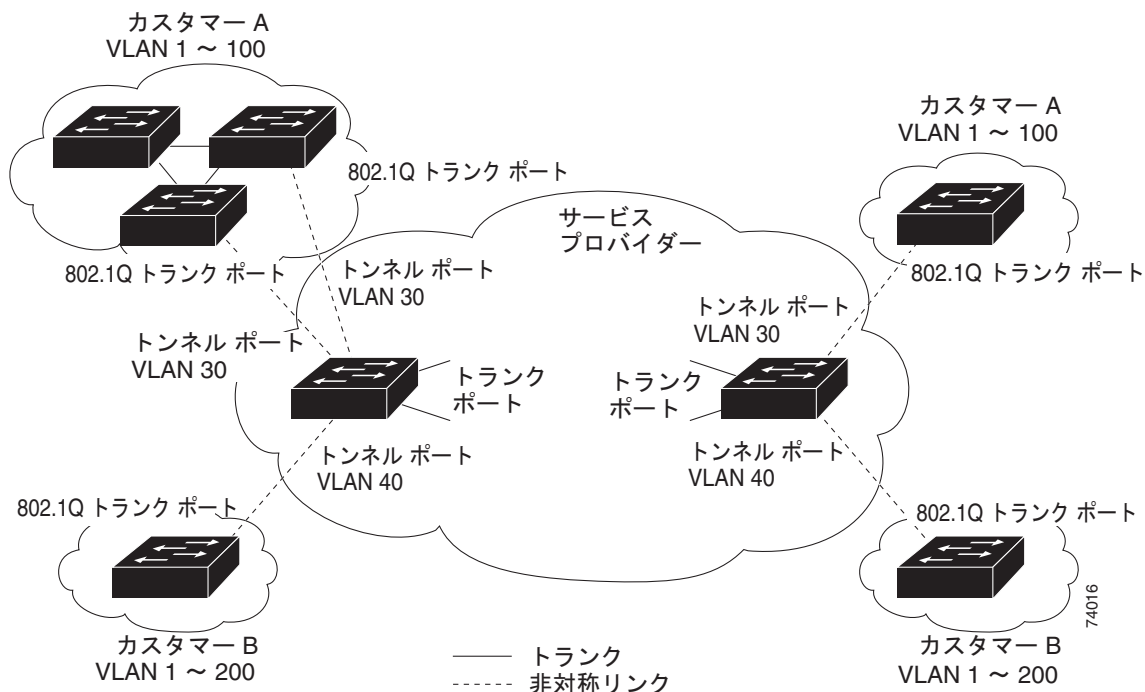 カスタマー A
VLAN 1 ～ 100
カスタマー A
VLAN 1 ～ 100
802.1Q トランク ポート
サービス
プロバイダー
802.1Q トランク ポート
トンネル ポート
VLAN 30
802.1Q トランク ポート
トンネル ポート
VLAN 30
トンネル ポート
VLAN 30
トランク
ポート
トランク
ポート
トンネル ポート
VLAN 40
トンネル ポート
VLAN 40
802.1Q トランク ポート
802.1Q トランク ポート
74016
カスタマー B
VLAN 1 ～ 200
カスタマー B
VLAN 1 ～ 200
トランク
非対称リンク